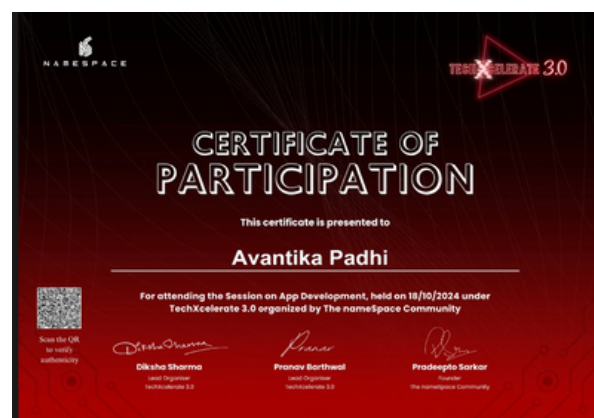 NAMESPACE
TECHXCELERATE 3.0
CERTIFICATE OF
PARTICIPATION
This certificate is presented to
Avantika Padhi
For attending the Session on App Development, held on 18/10/2024 under
TechXcelerate 3.0 organized by The nameSpace Community
Scan the QR
to verify
authenticity
Diksha Sharma
Pranav
Diksha Sharma
Pranav Barthwal
Pradeepto Sarkar
Lead Organiser
Lead Organiser
Founder
TechXcelerate 3.0
TechXcelerate 3.0
The nameSpace Community